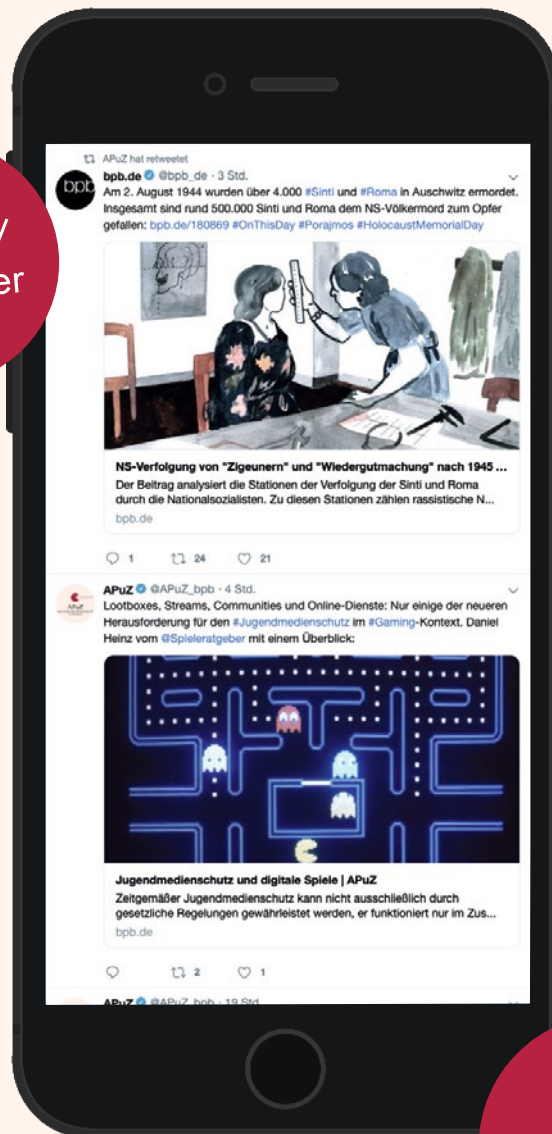 APuZ hat retweetet
bpb.de @bpb_de · 3 Std.
bpb
Am 2. August 1944 wurden über 4.000 #Sinti und #Roma in Auschwitz ermordet.
Insgesamt sind rund 500.000 Sinti und Roma dem NS-Völkermord zum Opfer
gefallen: bpb.de/180869 #OnThisDay #Porajmos #HolocaustMemorialDay
NS-Verfolgung von "Zigeunern" und "Wiedergutmachung" nach 1945 ...
Der Beitrag analysiert die Stationen der Verfolgung der Sinti und Roma
durch die Nationalsozialisten. Zu diesen Stationen zählen rassistische N...
bpb.de
1 24 21
APuZ @APuZ_bpb · 4 Std.
APuZ
Lootboxes, Streams, Communities und Online-Dienste: Nur einige der neueren
Herausforderung für den #Jugendmedienschutz im #Gaming-Kontext. Daniel
Heinz vom @Spieleratgeber mit einem Überblick:
Jugendmedienschutz und digitale Spiele | APuZ
Zeitgemäßer Jugendmedienschutz kann nicht ausschließlich durch
gesetzliche Regelungen gewährleistet werden, er funktioniert nur im Zus...
bpb.de
2 1
APuZ @APuZ_bpb · 19 Std.